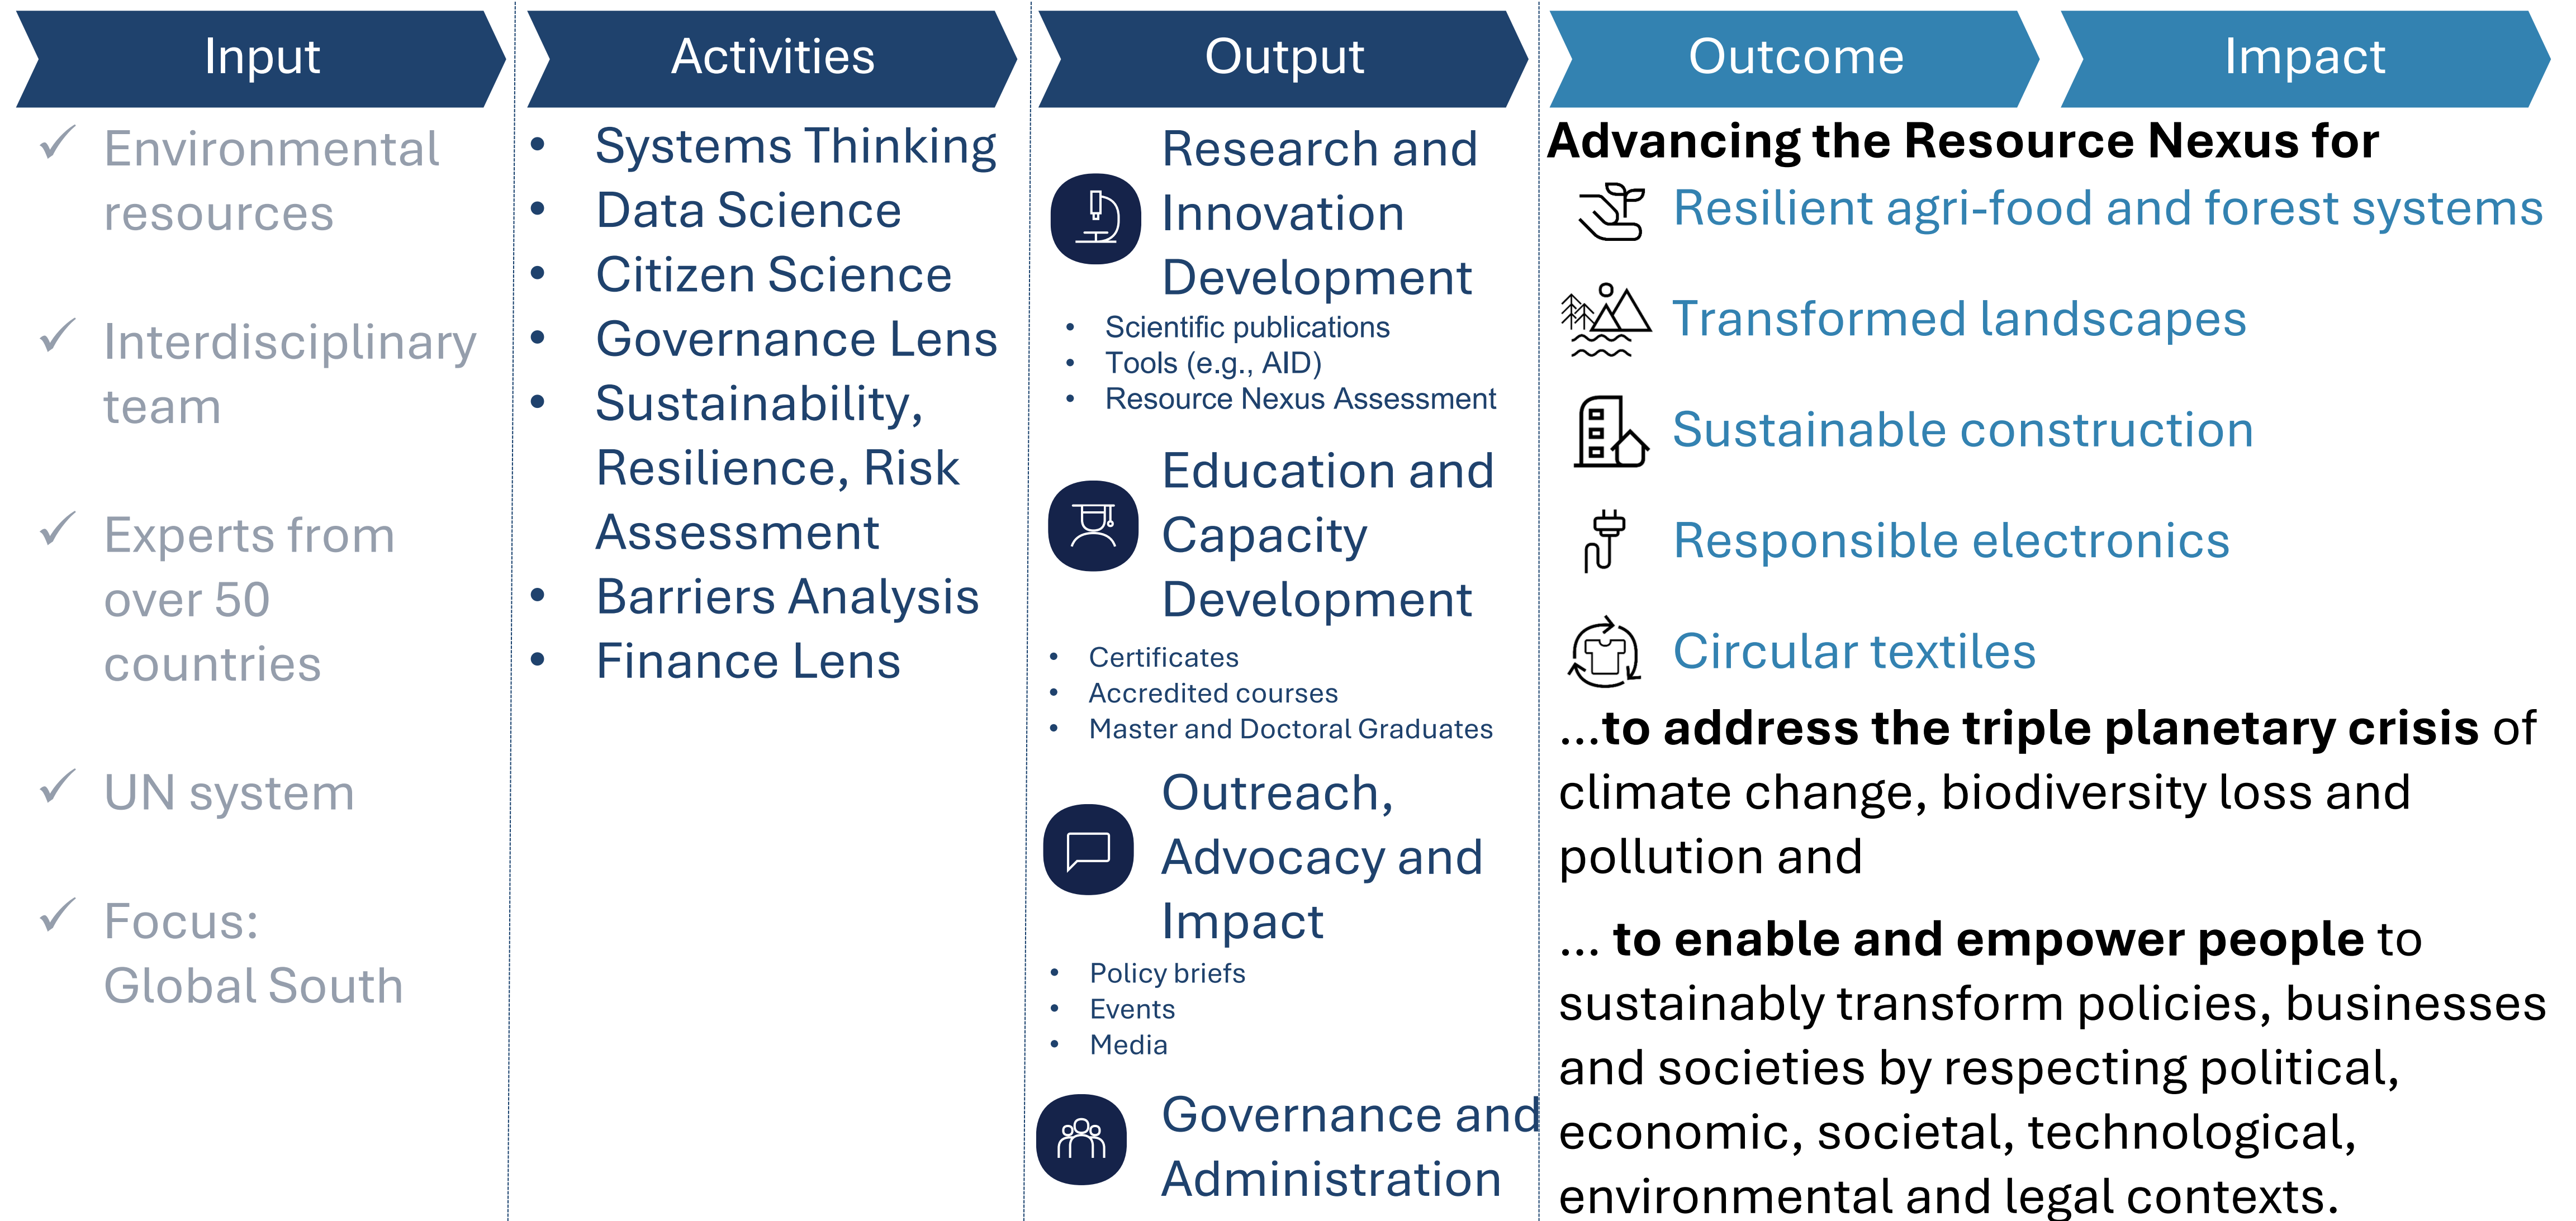 Input
Activities
Output
Outcome
Impact
Environmental
resources
Interdisciplinary
team
Experts from
over 50
countries
UN system
Focus:
Global South
Systems Thinking
Data Science
Citizen Science
Governance Lens
Sustainability,
Resilience, Risk
Assessment
Barriers Analysis
Finance Lens
Research and
Innovation
Development
Scientific publications
Tools (e.g., AID)
Resource Nexus Assessment
Education and
Capacity
Development
Certificates
Accredited courses
Master and Doctoral Graduates
Outreach,
Advocacy and
Impact
Policy briefs
Events
Media
Governance and
Administration
Advancing the Resource Nexus for
Resilient agri-food and forest systems
Transformed landscapes
Sustainable construction
Responsible electronics
Circular textiles
...to address the triple planetary crisis of
climate change, biodiversity loss and
pollution and
... to enable and empower people to
sustainably transform policies, businesses
and societies by respecting political,
economic, societal, technological,
environmental and legal contexts.